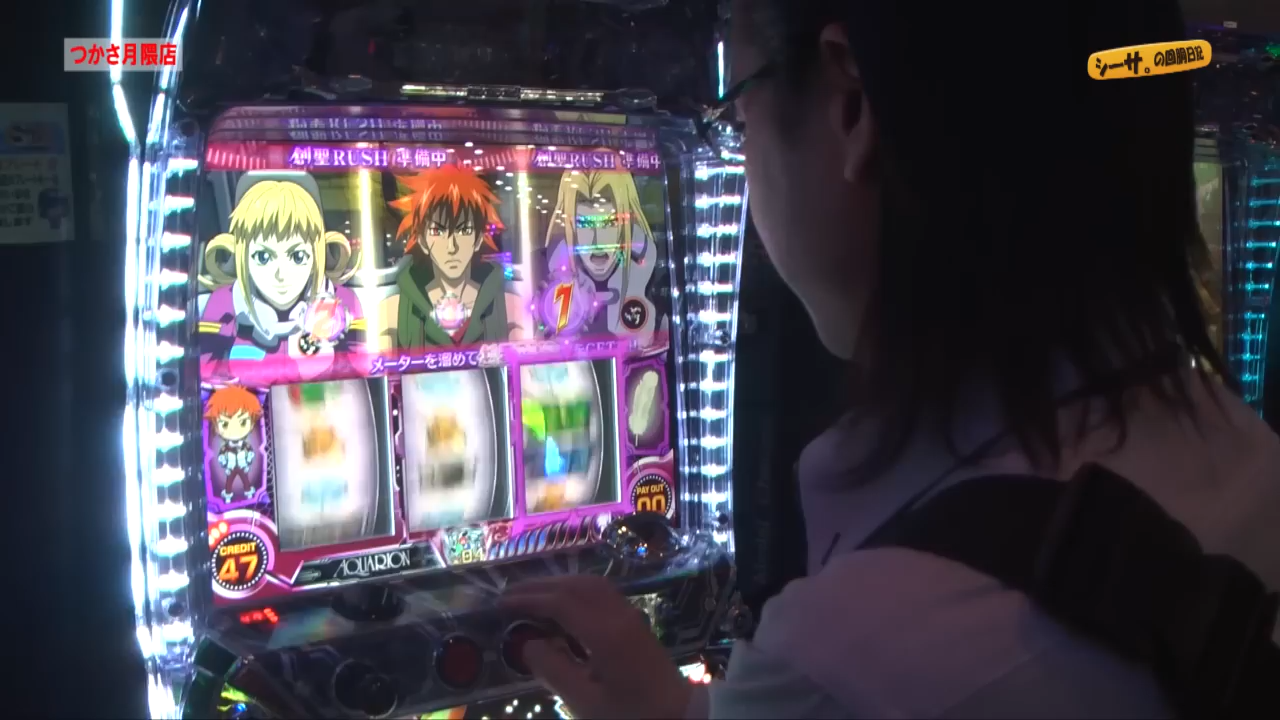 つかさ月隈店
シーサ。の回胴日記
創聖RUSH 準備中
創聖RUSH 準備中
メーターを溜めて
7
PAY OUT
00
CREDIT
47
AQUARION